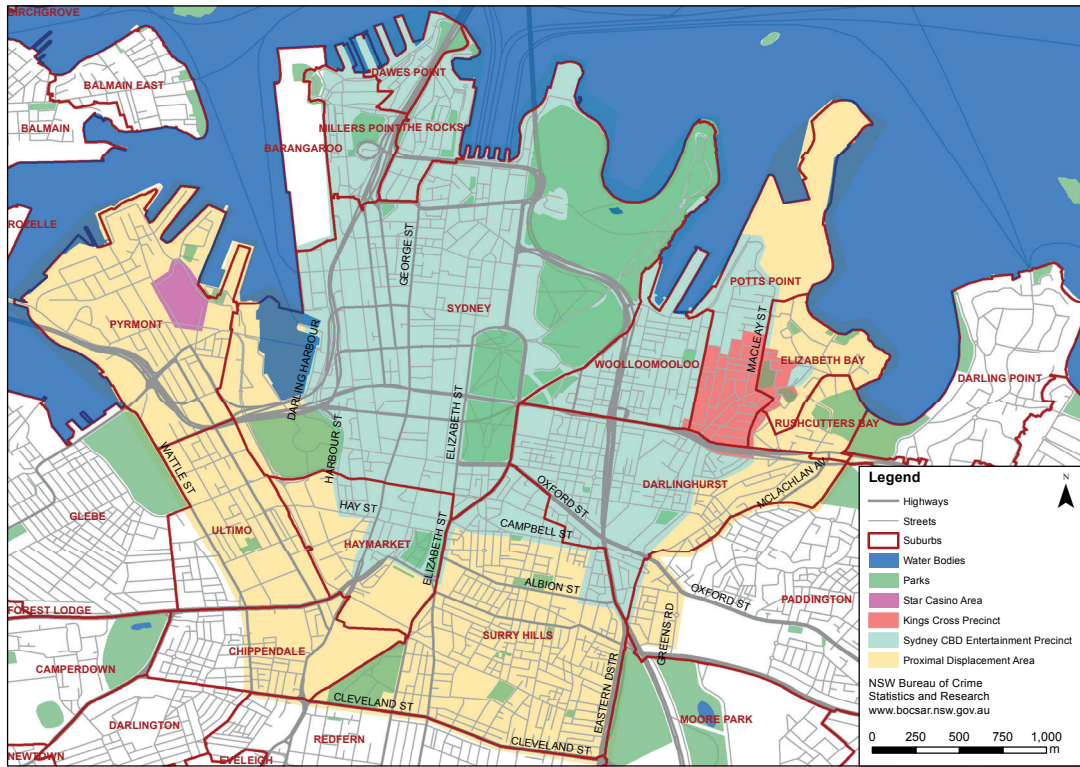 BIRCHGROVE
DAWES POINT
BALMAIN EAST
BALMAIN
MILLERS POINT
THE ROCKS
BARANGAROO
ROZELLE
GEORGE ST
POTTS POINT
SYDNEY
PYRMONT
DARLING HARBOUR
MACLEAY ST
WOOLLOOMOOLOO
ELIZABETH BAY
DARLING POINT
ELIZABETH ST
RUSHCUTTERS BAY
HARBOUR ST
WATTLE ST
OXFORD ST
DARLINGHURST
MCLACHLAN AV
HAY ST
GLEBE
ULTIMO
CAMPBELL ST
HAYMARKET
ELIZABETH ST
ALBION ST
OXFORD ST
PADDINGTON
FOREST LODGE
GREENS RD
SURRY HILLS
CHIPPENDALE
CAMPERDOWN
CLEVELAND ST
EASTERN DSTR
MOORE PARK
DARLINGTON
REDFERN
CLEVELAND ST
NEWTOWN
EVELEIGH
Legend
N
Highways
Streets
Suburbs
Water Bodies
Parks
Star Casino Area
Kings Cross Precinct
Sydney CBD Entertainment Precinct
Proximal Displacement Area
NSW Bureau of Crime
Statistics and Research
www.bocsar.nsw.gov.au
0 250 500 750 1,000
m